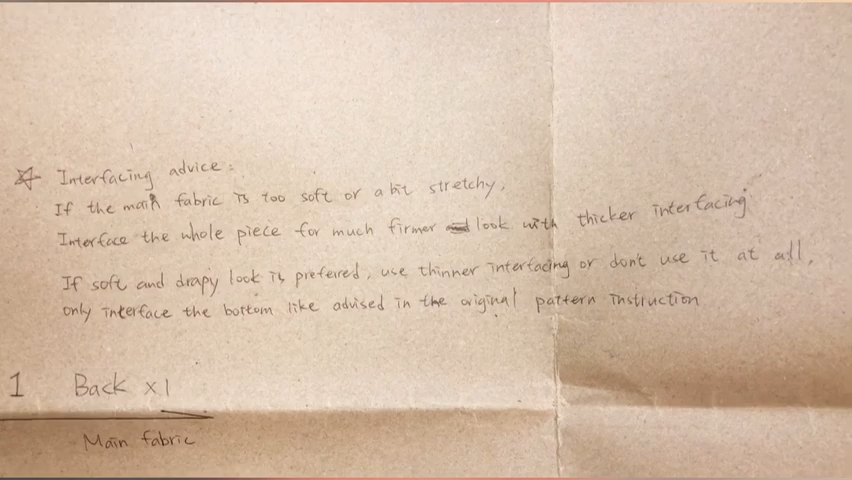 ☆ Interfacing advice:
If the main fabric is too soft or a bit stretchy,
Interface the whole piece for much firmer look with thicker interfacing
If soft and drapy look is preferred, use thinner interfacing or don't use it at all,
only interface the bottom like advised in the original pattern instruction
1 Back x1
Main fabric